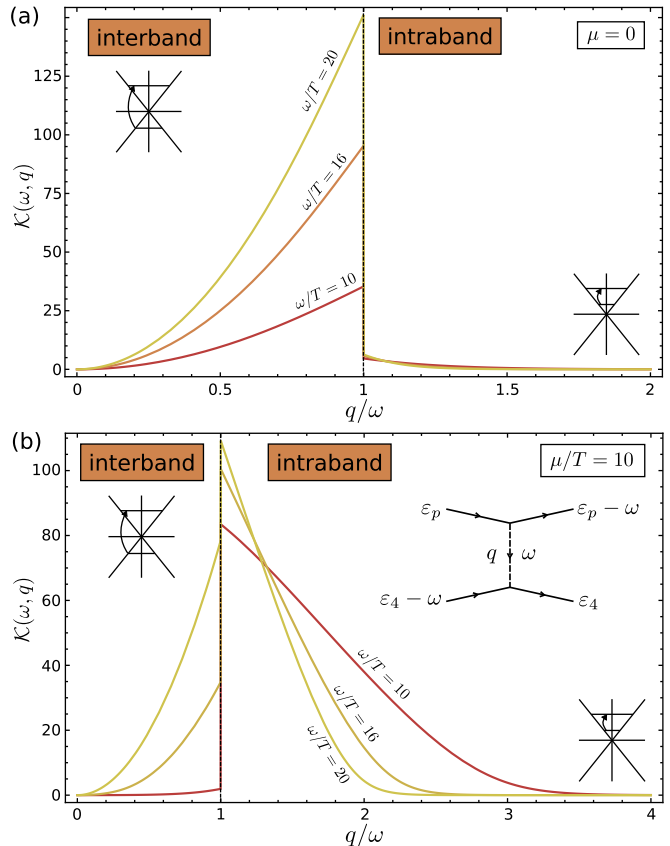 (a)
interband
intraband
μ = 0
ω/T = 20
ω/T = 16
ω/T = 10
𝒦(ω, q)
125
100
75
50
25
0
0
0.5
1
1.5
2
q/ω
(b)
interband
intraband
μ/T = 10
ε_p
ε_p − ω
q
ω
ε_4 − ω
ε_4
ω/T = 10
ω/T = 16
ω/T = 20
𝒦(ω, q)
100
80
60
40
20
0
0
1
2
3
4
q/ω